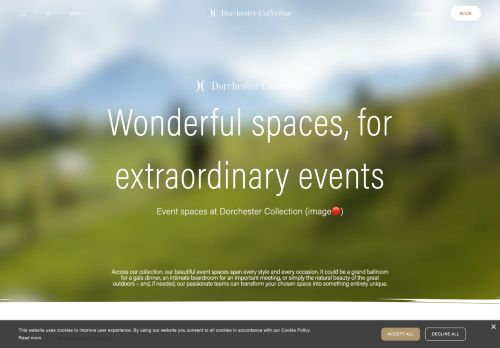 Dorchester Collection
BOOK
Dorchester
Wonderful spaces, for
extraordinary events
Event spaces at Dorchester Collection (image🔴)
Across our collection, our beautiful event spaces span every style and every occasion. It could be a grand ballroom
for a gala dinner, an intimate boardroom for an important meeting, or simply the natural beauty of the great
outdoors – and, if needed, our passionate teams can transform your chosen space into something entirely unique.
This website uses cookies to improve user experience. By using our website you consent to all cookies in accordance with our Cookie Policy.
Read more
ACCEPT ALL
DECLINE ALL